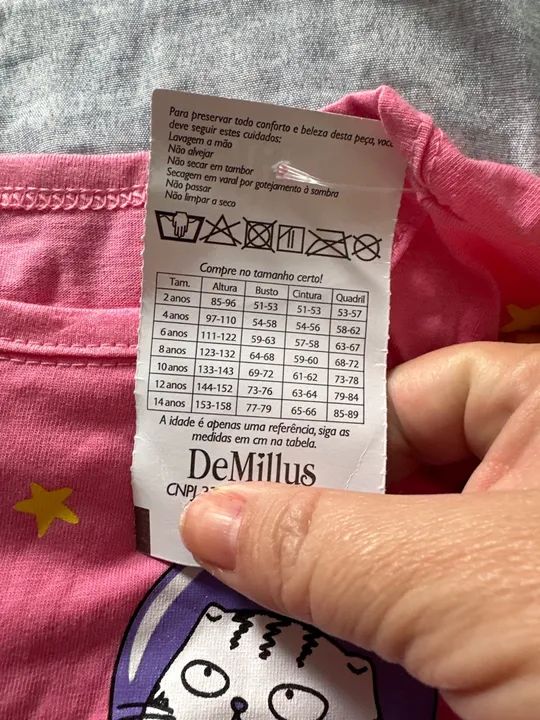 Para preservar todo conforto e beleza desta peça, você
deve seguir estes cuidados:
Lavagem a mão
Não alvejar
Não secar em tambor
Secagem em varal por gotejamento à sombra
Não passar
Não limpar a seco
Compre no tamanho certo!
Tam. Altura Busto Cintura Quadril
2 anos 85-96 51-53 51-53 53-57
4 anos 97-110 54-58 54-56 58-62
6 anos 111-122 59-63 57-58 63-67
8 anos 123-132 64-68 59-60 68-72
10 anos 133-143 69-72 61-62 73-78
12 anos 144-152 73-76 63-64 79-84
14 anos 153-158 77-79 65-66 85-89
A idade é apenas uma referência, siga as
medidas em cm na tabela.
DeMillus
CNPJ